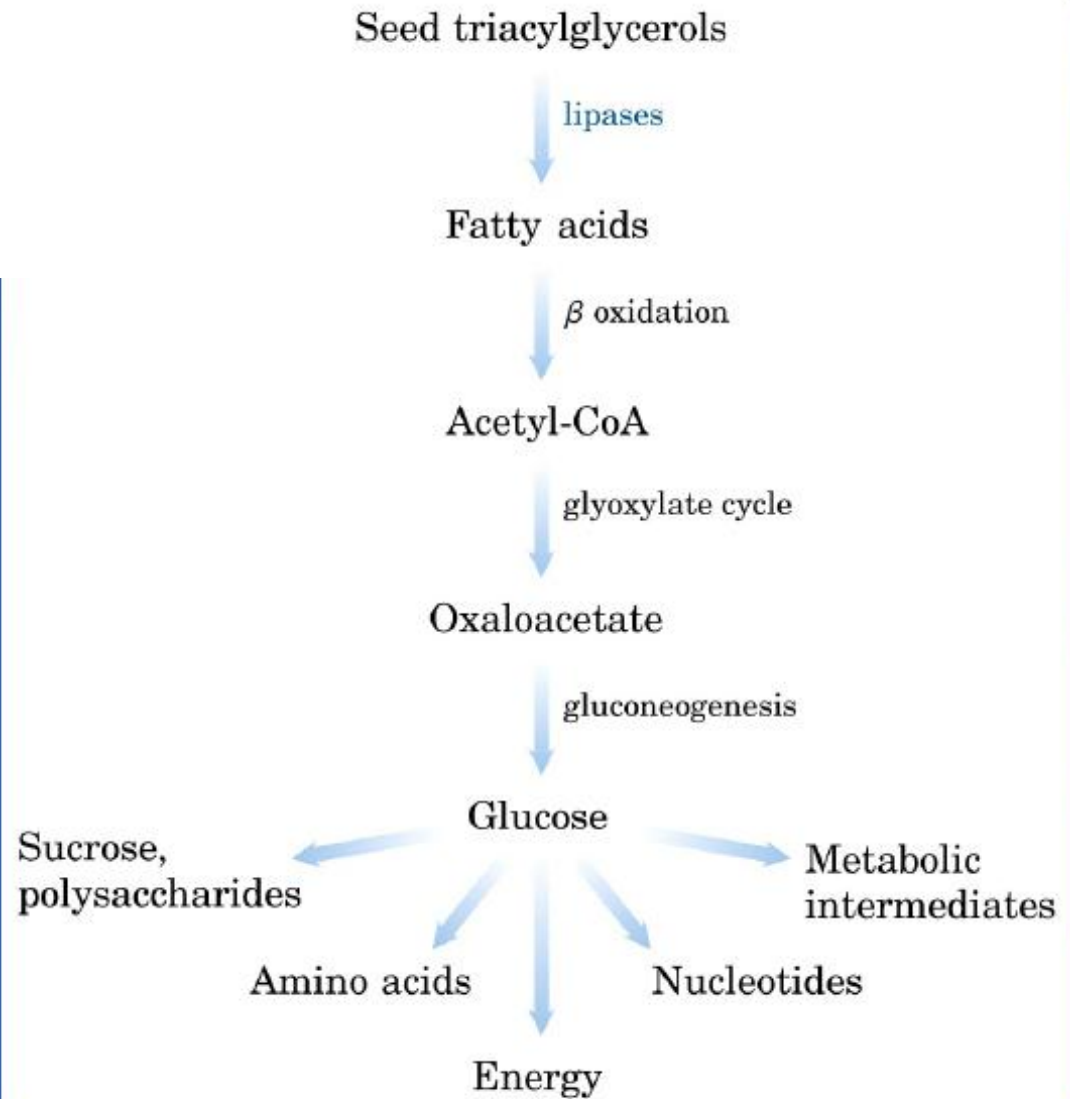 Seed triacylglycerols
lipases
Fatty acids
β oxidation
Acetyl-CoA
glyoxylate cycle
Oxaloacetate
gluconeogenesis
Glucose
Sucrose,
polysaccharides
Metabolic
intermediates
Amino acids
Nucleotides
Energy